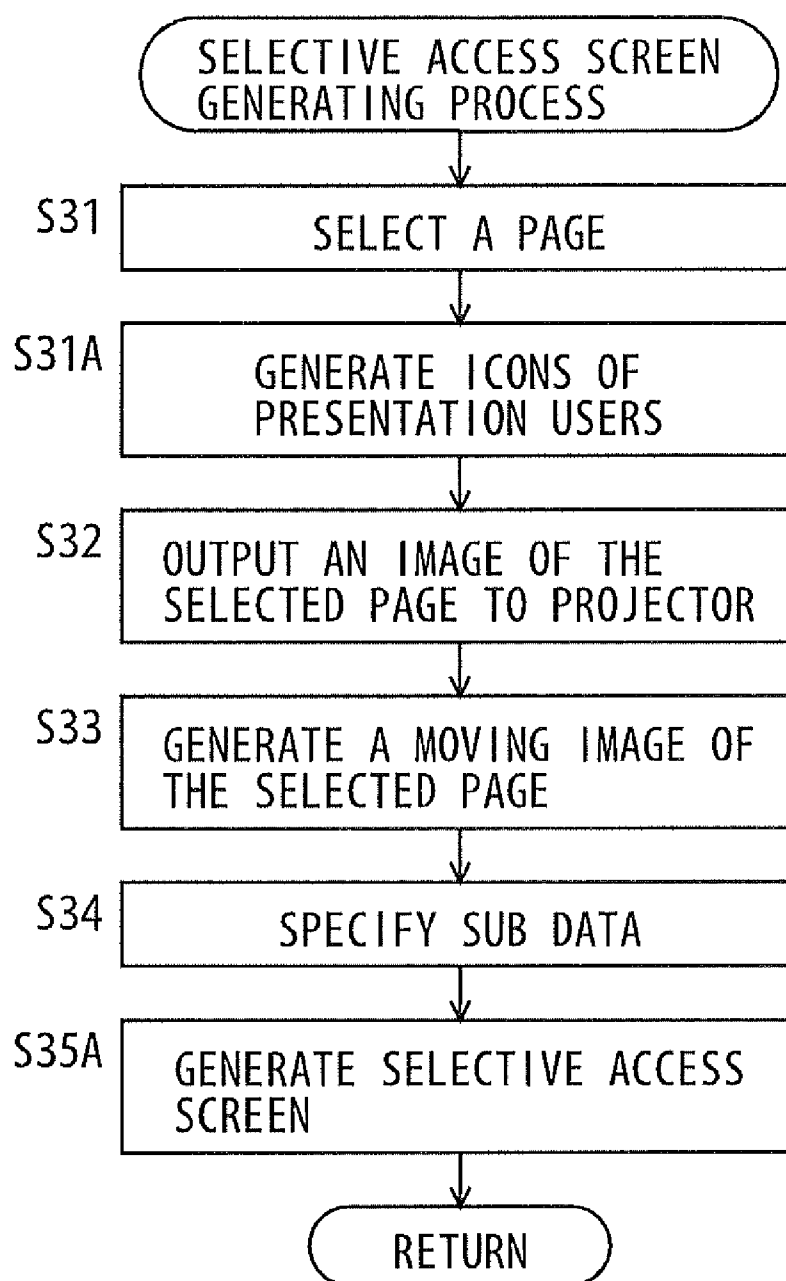 SELECTIVE ACCESS SCREEN
GENERATING PROCESS
S31
SELECT A PAGE
S31A
GENERATE ICONS OF
PRESENTATION USERS
S32
OUTPUT AN IMAGE OF THE
SELECTED PAGE TO PROJECTOR
S33
GENERATE A MOVING IMAGE OF
THE SELECTED PAGE
S34
SPECIFY SUB DATA
S35A
GENERATE SELECTIVE ACCESS
SCREEN
RETURN